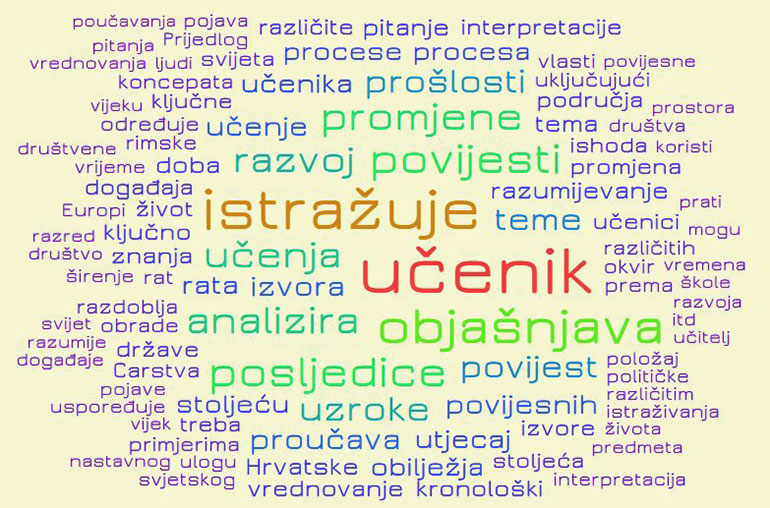 poučavanja pojava
različite pitanje interpretacije
pitanja Prijedlog
vrednovanja ljudi svijeta procese procesa vlasti povijesne
koncepata učenika prošlosti uključujući
vijeku ključne promjene područja prostora
određuje učenje tema društva
društvene rimske razvoj povijesti ishoda koristi
vrijeme doba promjena
događaja istražuje razumijevanje prati
Europi život teme učenici mogu
razred ključno različitih
društvo znanja učenja učenik okvir vremena
širenje rat rata izvora prema škole
razdoblja analizira objašnjava razvoja
svijet obrade itd
razumije države učitelj
događaje Carstva posljedice povijest položaj
pojave političke
uspoređuje stoljeću uzroke povijesnih različitim
vijek treba istraživanja
primjerima proučava utjecaj izvore života
predmeta
nastavnog ulogu Hrvatske obilježja stoljeća
svjetskog vrednovanje kronološki interpretacija